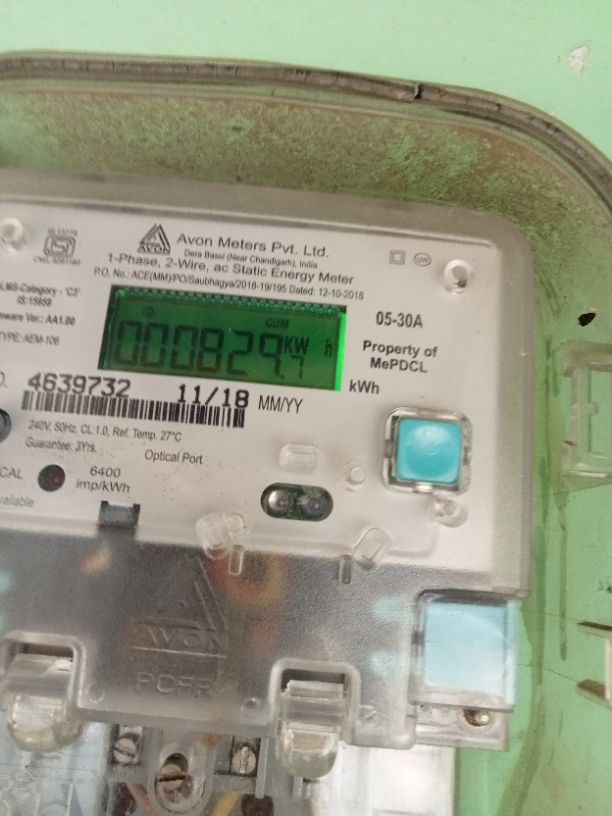 ISI
AVON
Avon Meters Pvt. Ltd.
Dera Bassi (Near Chandigarh), India
1-Phase, 2-Wire, ac Static Energy Meter
P.O. No.: ACE(MM)/PO/Saubhagya/2018-19/195 Dated: 12-10-2018
LMS-Category - 'C3'
IS:15959
AA1.00
TYPE: AEM-106
CUM
000829.7 KW h
kWh
05-30A
Property of
MePDCL
4639732 11/18 MM/YY
240V, 50Hz, CL:1.0, Ref. Temp. 27°C
Guarantee: 3Yrs.
Optical Port
CAL
6400
imp/kWh
AVON